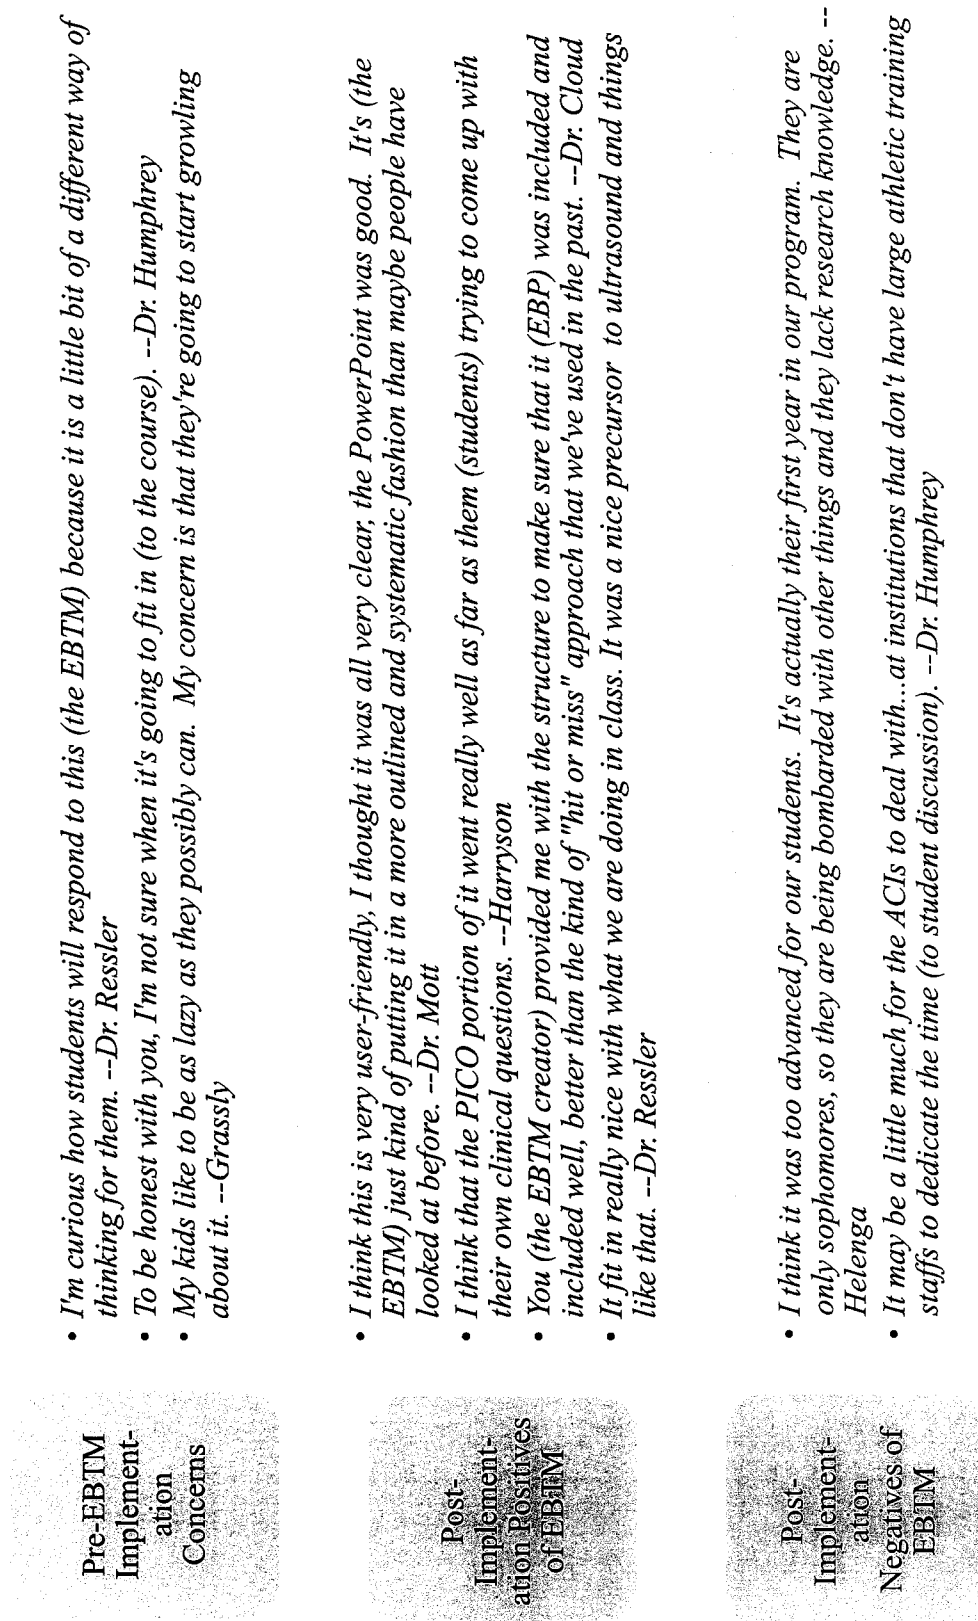 Pre-EBTM
Implement-
ation
Concerns
• I'm curious how students will respond to this (the EBTM) because it is a little bit of a different way of
thinking for them. --Dr. Ressler
• To be honest with you, I'm not sure when it's going to fit in (to the course). --Dr. Humphrey
• My kids like to be as lazy as they possibly can.  My concern is that they're going to start growling
about it. --Grassly
Post-
Implement-
ation Positives
of EBTM
• I think this is very user-friendly, I thought it was all very clear, the PowerPoint was good.  It's (the
EBTM) just kind of putting it in a more outlined and systematic fashion than maybe people have
looked at before. --Dr. Mott
• I think that the PICO portion of it went really well as far as them (students) trying to come up with
their own clinical questions. --Harryson
• You (the EBTM creator) provided me with the structure to make sure that it (EBP) was included and
included well, better than the kind of "hit or miss" approach that we've used in the past. --Dr. Cloud
• It fit in really nice with what we are doing in class. It was a nice precursor  to ultrasound and things
like that. --Dr. Ressler
Post-
Implement-
ation
Negatives of
EBTM
• I think it was too advanced for our students.  It's actually their first year in our program.  They are
only sophomores, so they are being bombarded with other things and they lack research knowledge. --
Helenga
• It may be a little much for the ACIs to deal with...at institutions that don't have large athletic training
staffs to dedicate the time (to student discussion). --Dr. Humphrey